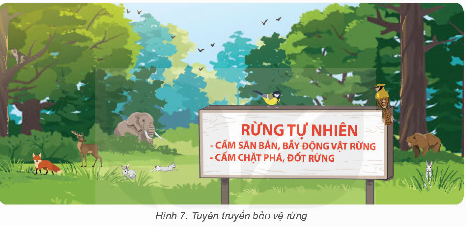 RỪNG TỰ NHIÊN
- CẤM SĂN BẮN, BẪY ĐỘNG VẬT RỪNG
- CẤM CHẶT PHÁ, ĐỐT RỪNG
Hình 7. Tuyên truyền bảo vệ rừng